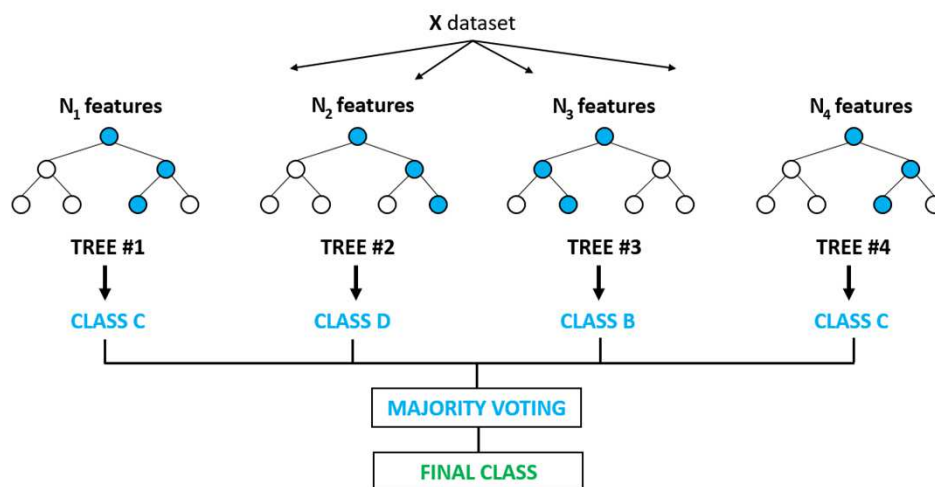 X dataset
N₁ features N₂ features N₃ features N₄ features
TREE #1 TREE #2 TREE #3 TREE #4
CLASS C CLASS D CLASS B CLASS C
MAJORITY VOTING
FINAL CLASS